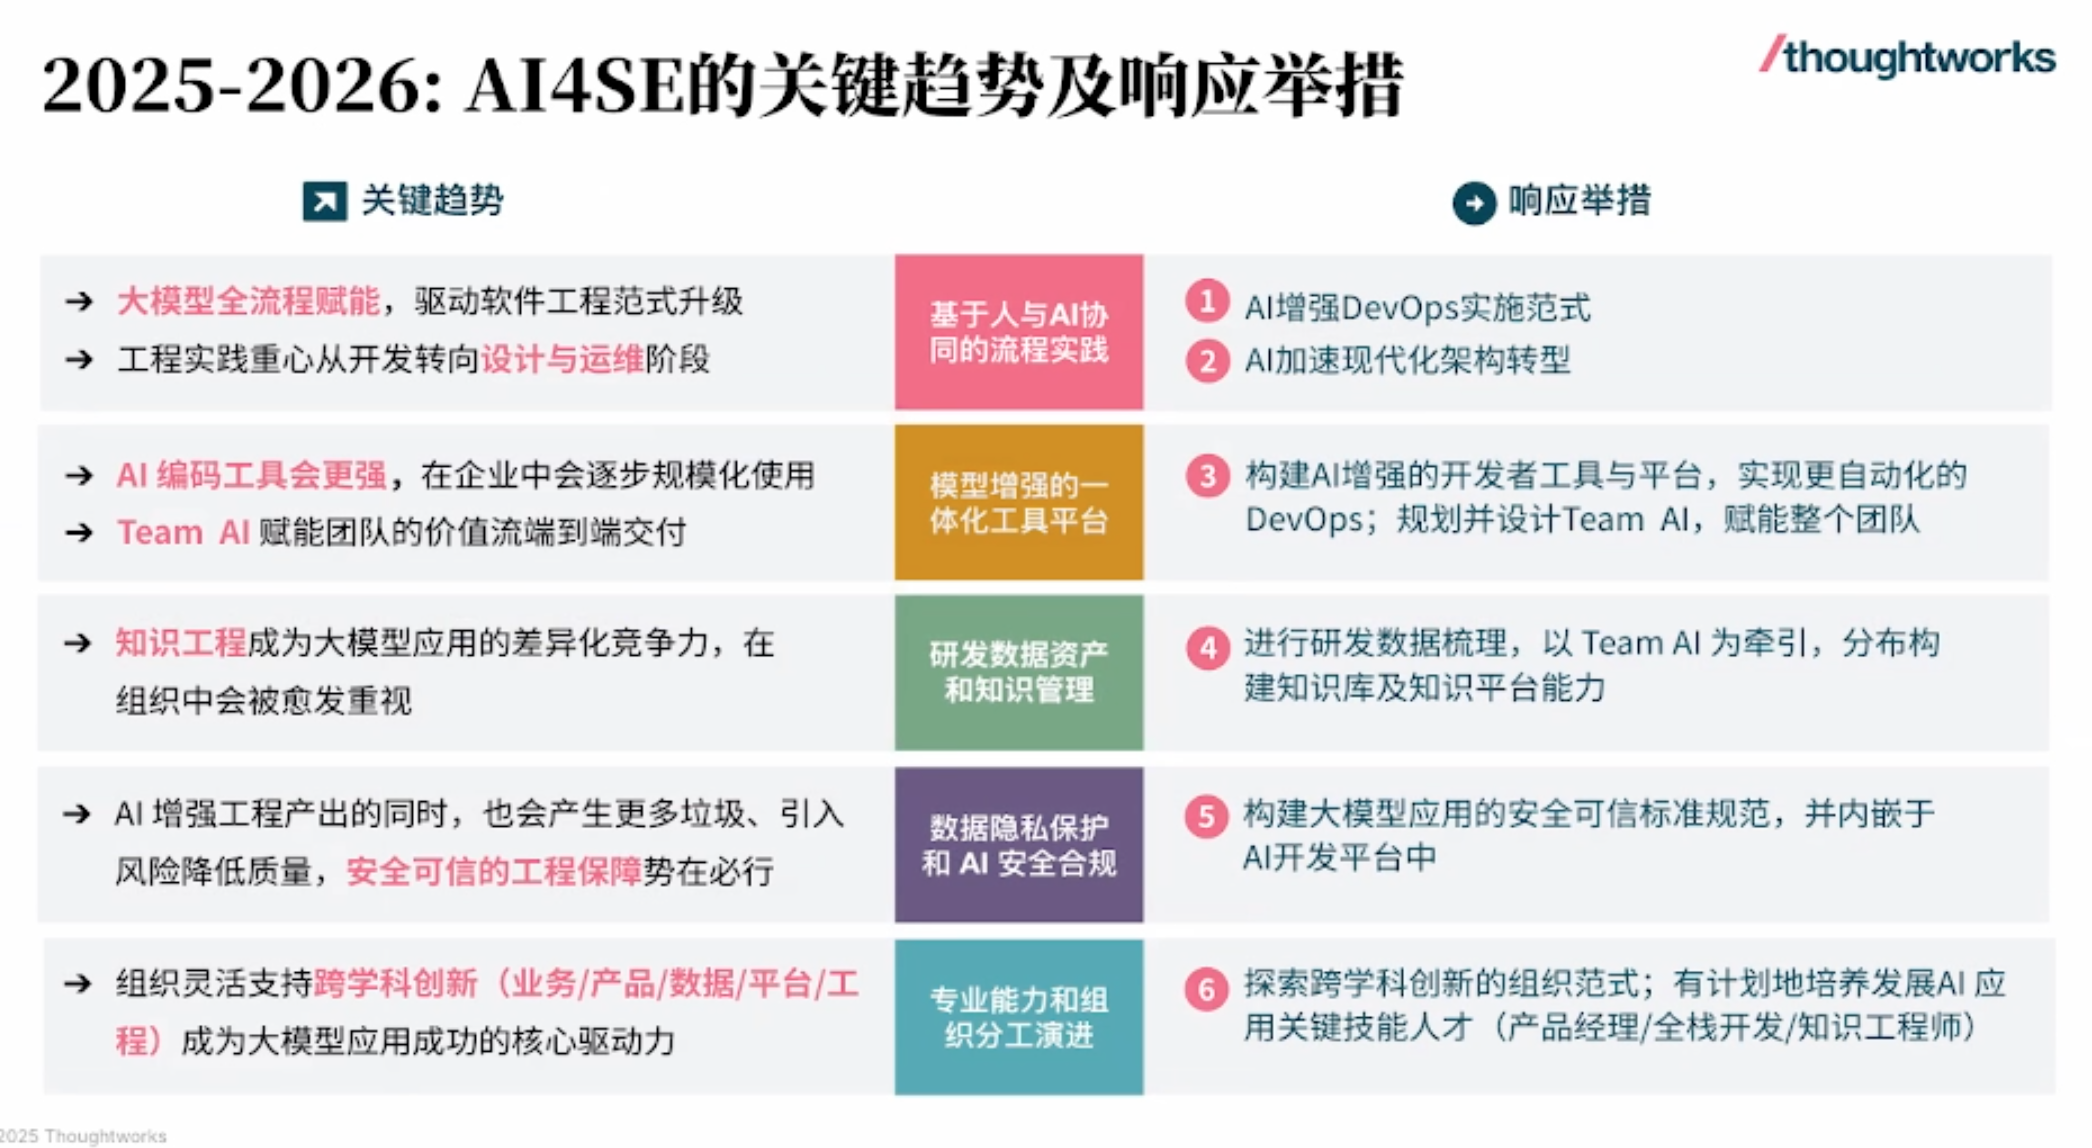 2025-2026: AI4SE的关键趋势及响应举措
/thoughtworks
关键趋势
响应举措
→ 大模型全流程赋能，驱动软件工程范式升级
→ 工程实践重心从开发转向设计与运维阶段
基于人与AI协
同的流程实践
1 AI增强DevOps实施范式
2 AI加速现代化架构转型
→ AI 编码工具会更强，在企业中会逐步规模化使用
→ Team AI 赋能团队的价值流端到端交付
模型增强的一
体化工具平台
3 构建AI增强的开发者工具与平台，实现更自动化的
DevOps；规划并设计Team AI，赋能整个团队
→ 知识工程成为大模型应用的差异化竞争力，在
组织中会被愈发重视
研发数据资产
和知识管理
4 进行研发数据梳理，以 Team AI 为牵引，分布构
建知识库及知识平台能力
→ AI 增强工程产出的同时，也会产生更多垃圾、引入
风险降低质量，安全可信的工程保障势在必行
数据隐私保护
和 AI 安全合规
5 构建大模型应用的安全可信标准规范，并内嵌于
AI开发平台中
→ 组织灵活支持跨学科创新（业务/产品/数据/平台/工
程）成为大模型应用成功的核心驱动力
专业能力和组
织分工演进
6 探索跨学科创新的组织范式；有计划地培养发展AI 应
用关键技能人才（产品经理/全栈开发/知识工程师）
2025 Thoughtworks